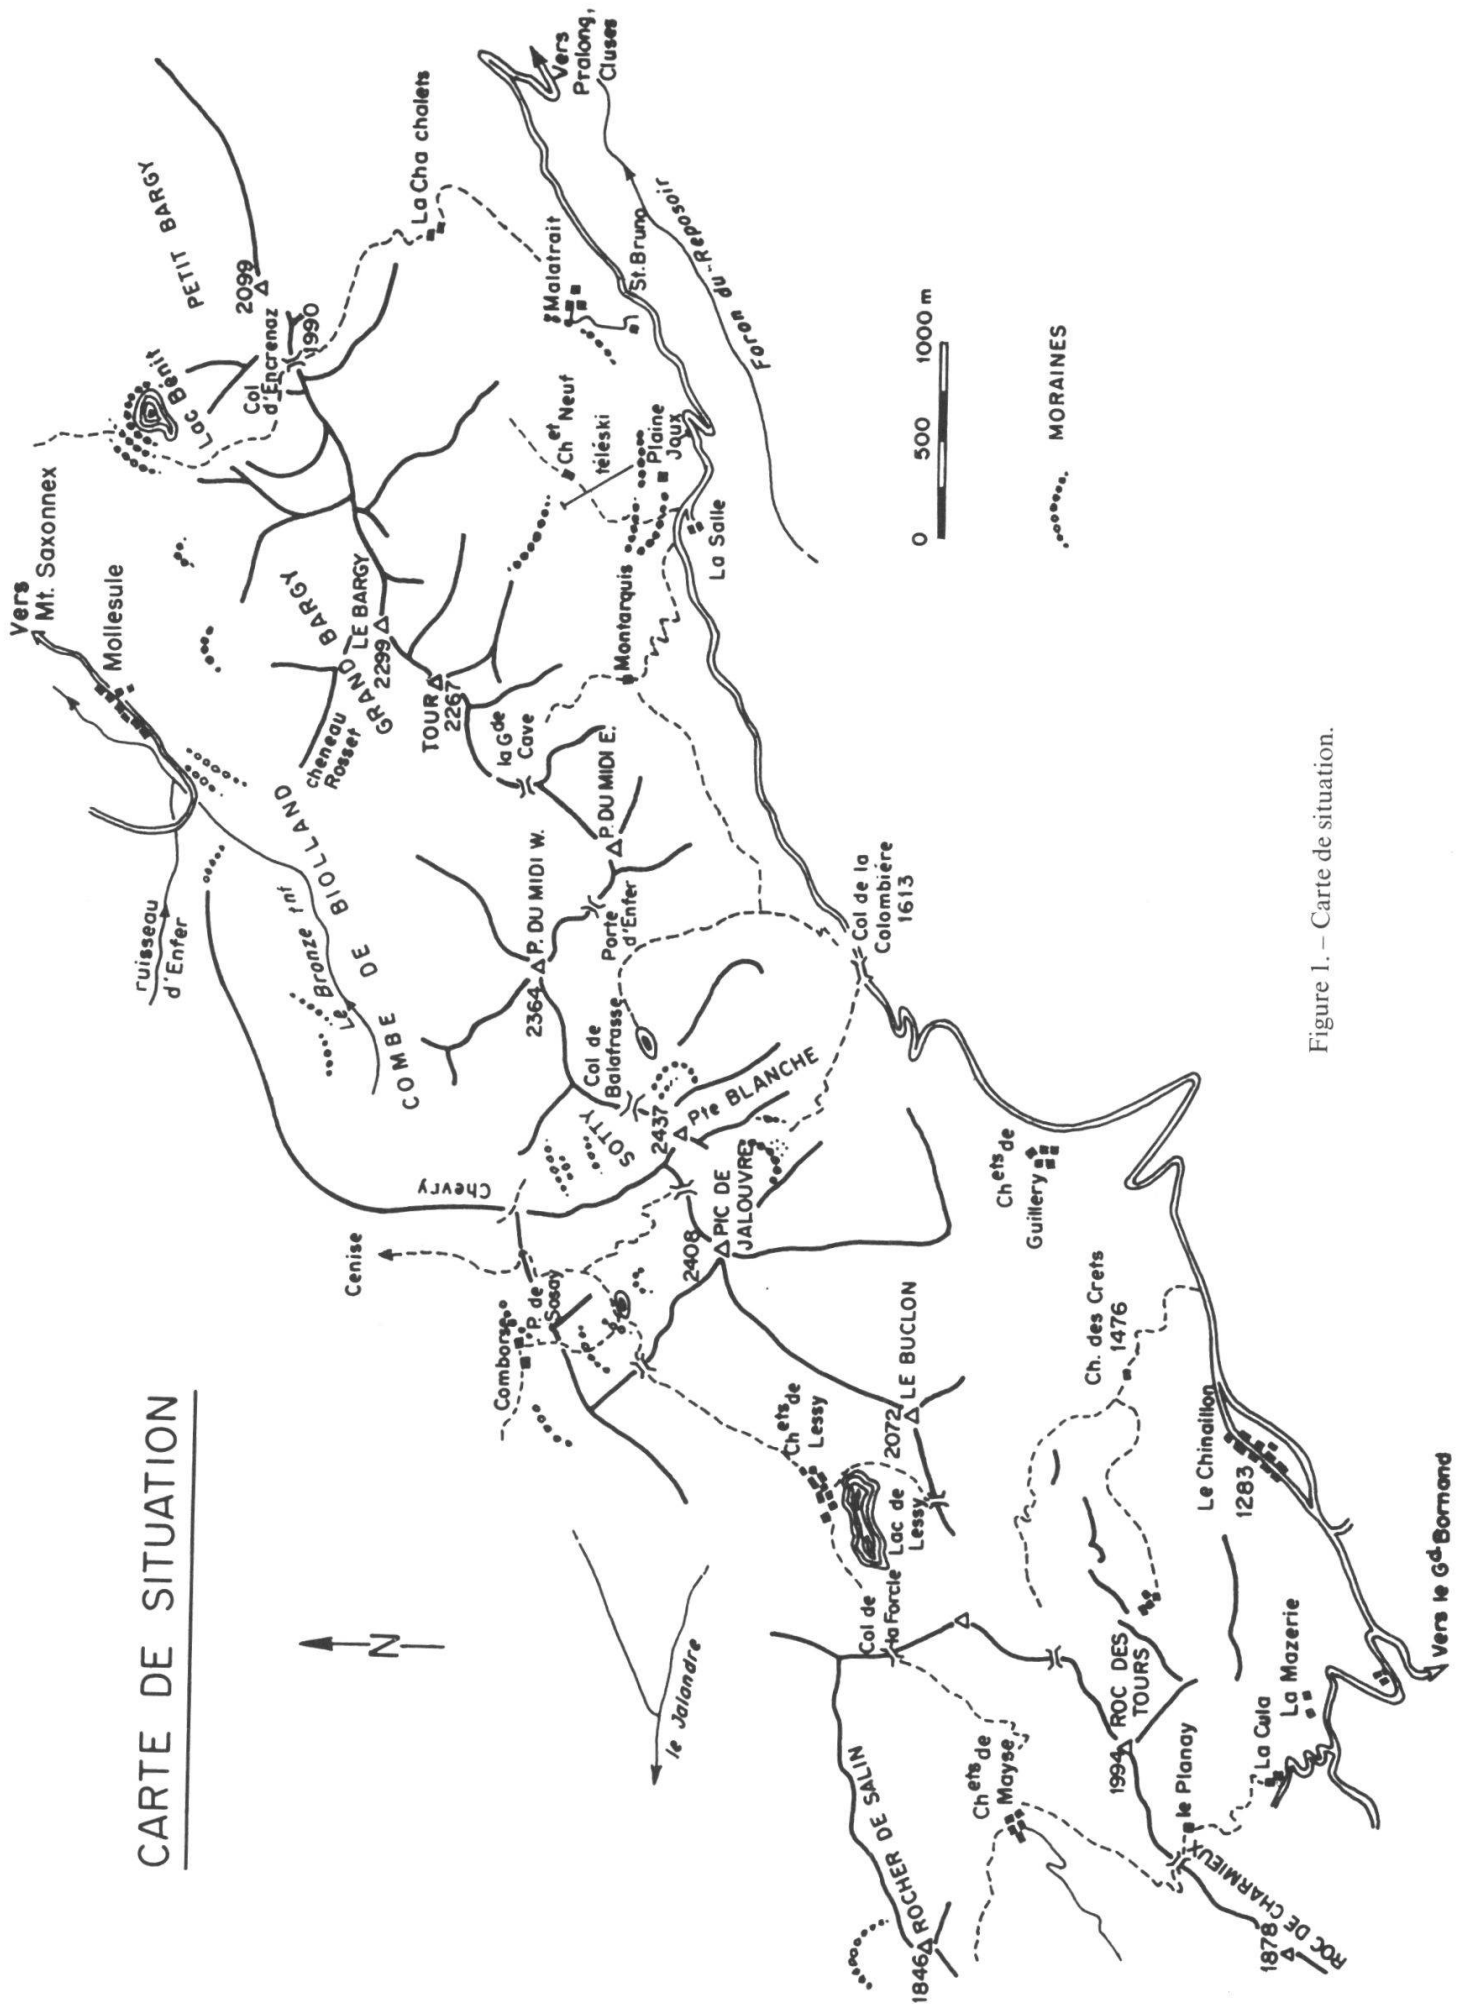 CARTE DE SITUATION
N
Vers
Mt. Saxonnex
Mollesule
ruisseau
d'Enfer
Le Bronze tnt
COMBE DE BIOLLAND
cheneau
Rosset
GRAND BARGY
LE BARGY
2299
TOUR
2267
Lac Bénit
PETIT BARGY
2099
Col
d'Encrenaz
1990
La Cha chalets
Vers
Pralong,
Cluses
Malatrait
St. Bruno
Foron du Reposoir
Chet Neuf
téléski
Plaine
Joux
La Salle
Montarquis
la Gde
Cave
P. DU MIDI E.
P. DU MIDI W.
2364
Porte
d'Enfer
Col de
Balafrasse
SOTTY
2437
Pte BLANCHE
Chevry
Cenise
P. de
Sosay
Comborse
2408
PIC DE
JALOUVRE
Col de la
Colombière
1613
Chets de
Guillery
LE BUCLON
2072
Chets de
Lessy
Lac de
Lessy
Col de
la Forcle
Ch. des Crets
1476
Le Chinaillon
1283
le Jalandre
ROCHER DE SALIN
1846
Chets de
Mayse
ROC DES
TOURS
1994
le Planay
La Cula
La Mazerie
ROC DE CHARMIEUX
1878
Vers le Gd Bornand
0 500 1000 m
MORAINES
Figure 1. – Carte de situation.